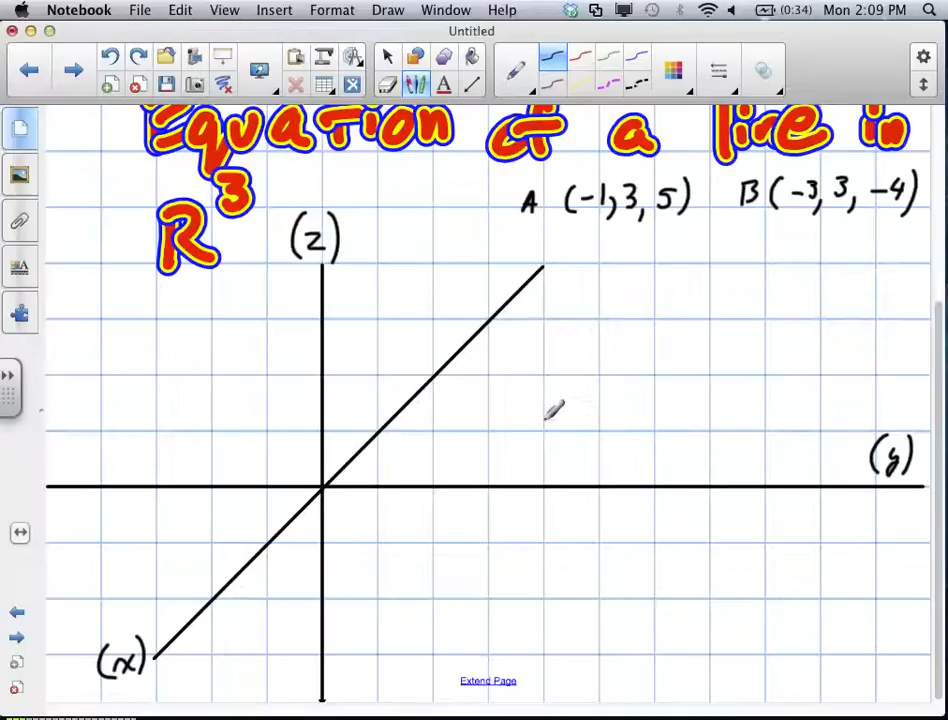 Notebook File Edit View Insert Format Draw Window Help (0:34) Mon 2:09 PM
Untitled
Equation of a line in
R³
A (-1, 3, 5) B (-3, 3, -4)
(z)
(y)
(x)
Extend Page